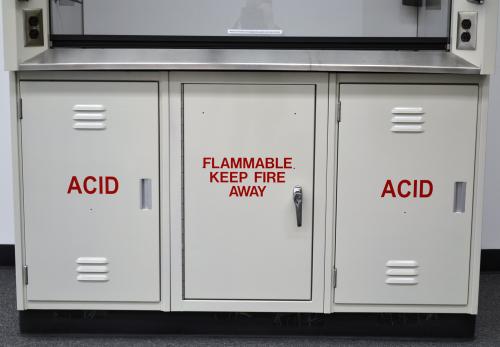 ACID
FLAMMABLE
KEEP FIRE
AWAY
ACID